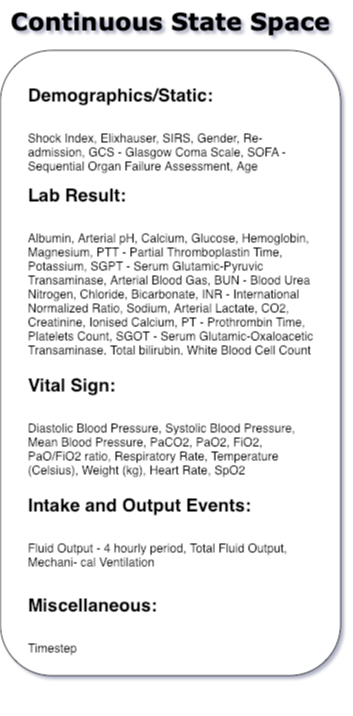 Continuous State Space
Demographics/Static:
Shock Index, Elixhauser, SIRS, Gender, Re-
admission, GCS - Glasgow Coma Scale, SOFA -
Sequential Organ Failure Assessment, Age
Lab Result:
Albumin, Arterial pH, Calcium, Glucose, Hemoglobin,
Magnesium, PTT - Partial Thromboplastin Time,
Potassium, SGPT - Serum Glutamic-Pyruvic
Transaminase, Arterial Blood Gas, BUN - Blood Urea
Nitrogen, Chloride, Bicarbonate, INR - International
Normalized Ratio, Sodium, Arterial Lactate, CO2,
Creatinine, Ionised Calcium, PT - Prothrombin Time,
Platelets Count, SGOT - Serum Glutamic-Oxaloacetic
Transaminase. Total bilirubin. White Blood Cell Count
Vital Sign:
Diastolic Blood Pressure, Systolic Blood Pressure,
Mean Blood Pressure, PaCO2, PaO2, FiO2,
PaO/FiO2 ratio, Respiratory Rate, Temperature
(Celsius), Weight (kg), Heart Rate, SpO2
Intake and Output Events:
Fluid Output - 4 hourly period, Total Fluid Output,
Mechani- cal Ventilation
Miscellaneous:
Timestep